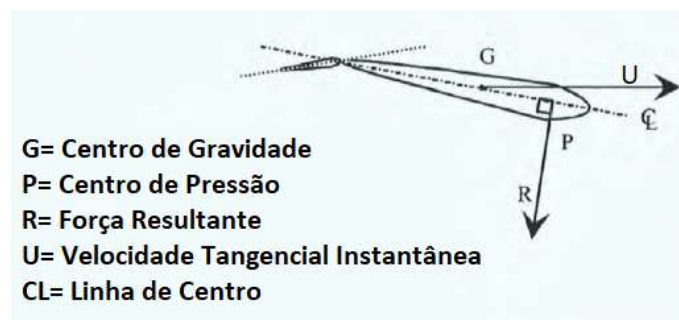 G
U
℄
P
R
G= Centro de Gravidade
P= Centro de Pressão
R= Força Resultante
U= Velocidade Tangencial Instantânea
CL= Linha de Centro